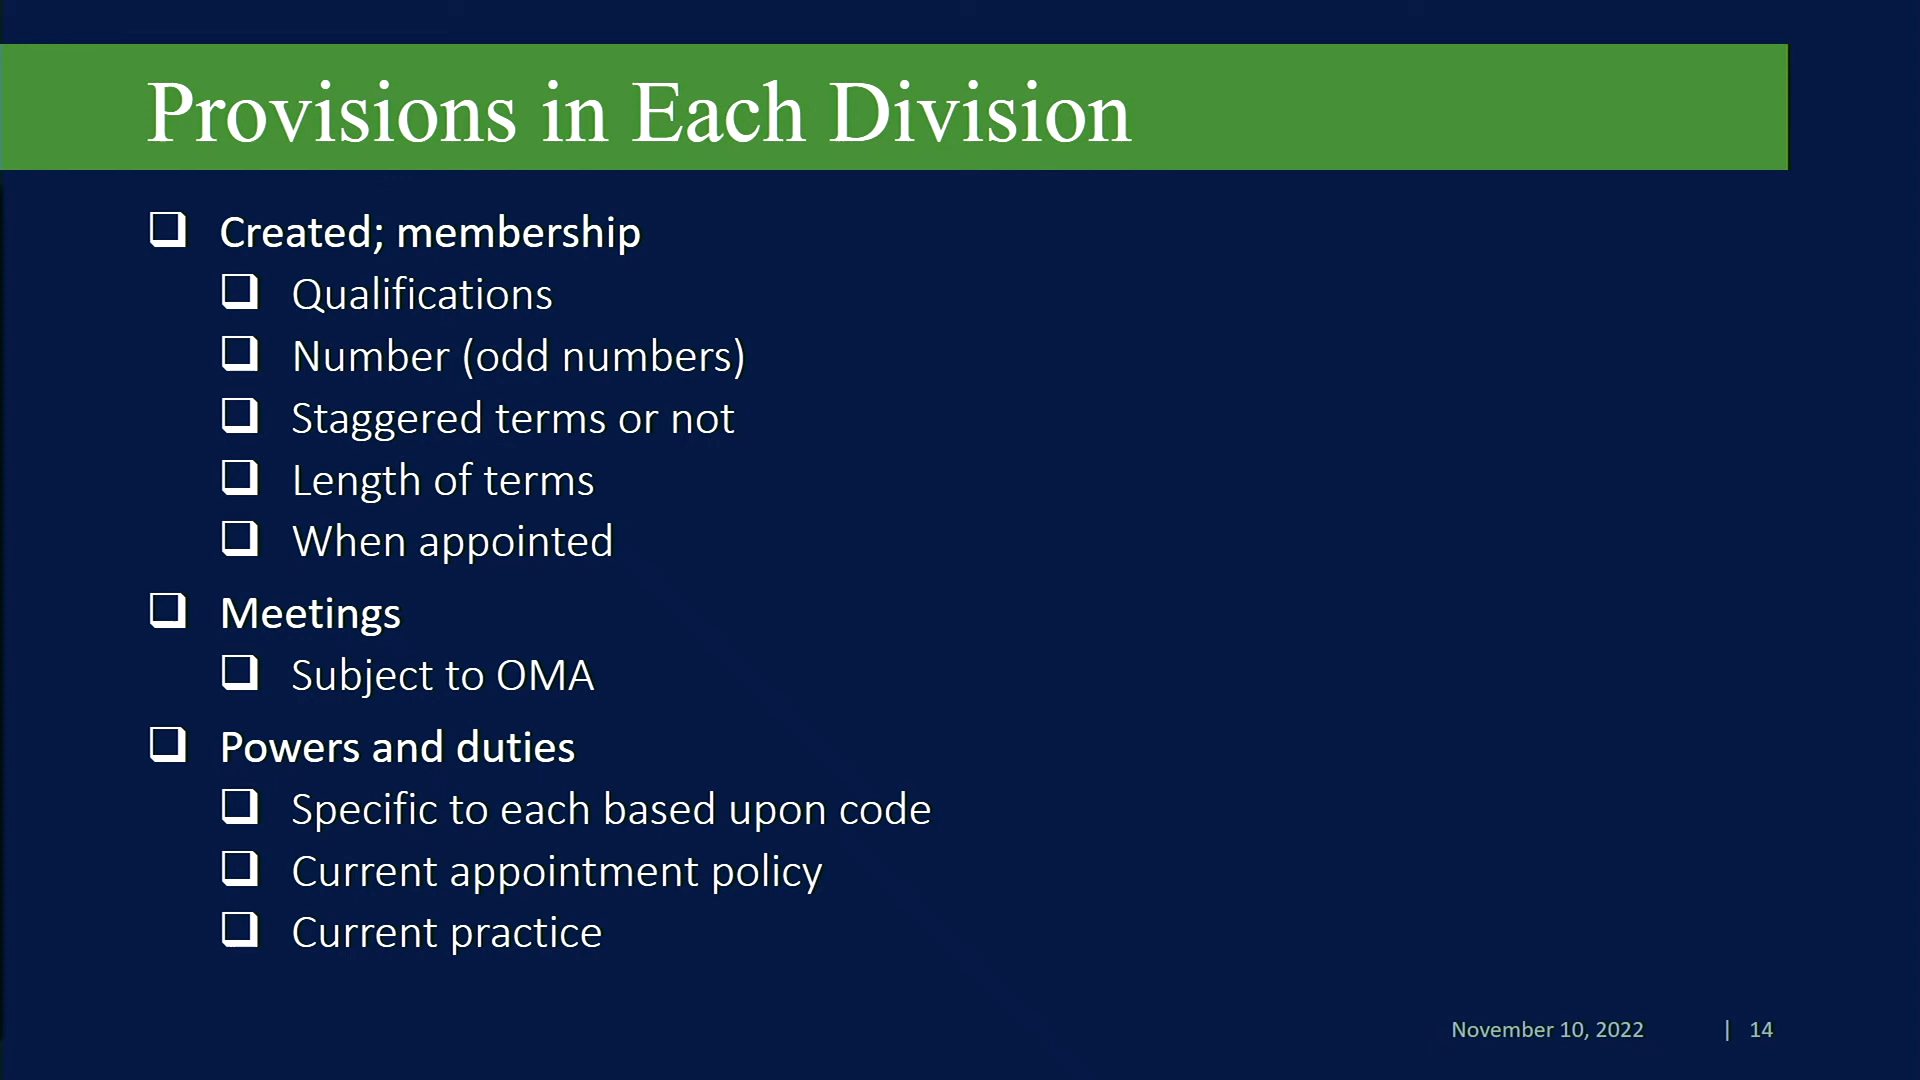 Provisions in Each Division
Created; membership
Qualifications
Number (odd numbers)
Staggered terms or not
Length of terms
When appointed
Meetings
Subject to OMA
Powers and duties
Specific to each based upon code
Current appointment policy
Current practice
November 10, 2022 | 14